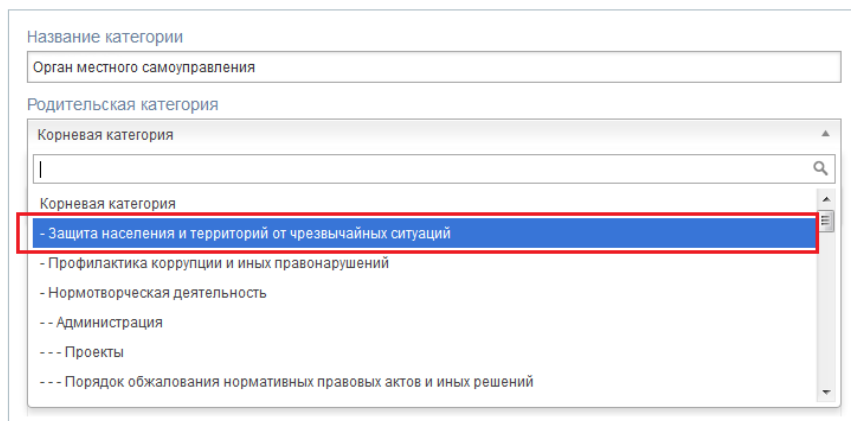 Название категории
Орган местного самоуправления
Родительская категория
Корневая категория
Корневая категория
- Защита населения и территорий от чрезвычайных ситуаций
- Профилактика коррупции и иных правонарушений
- Нормотворческая деятельность
- - Администрация
- - - Проекты
- - - Порядок обжалования нормативных правовых актов и иных решений